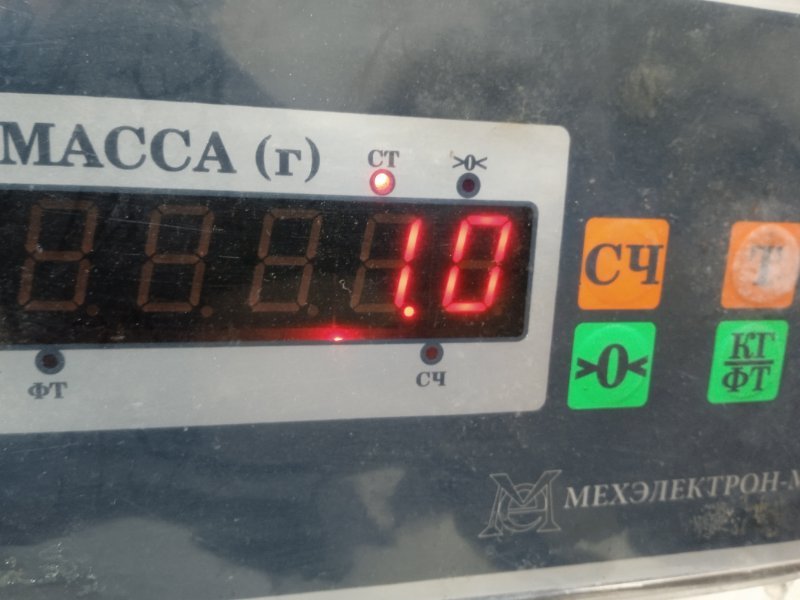 МАССА (г)
СТ
>0<
1.0
ФТ
СЧ
СЧ
Т
>0<
КГ
ФТ
МЕХЭЛЕКТРОН-М